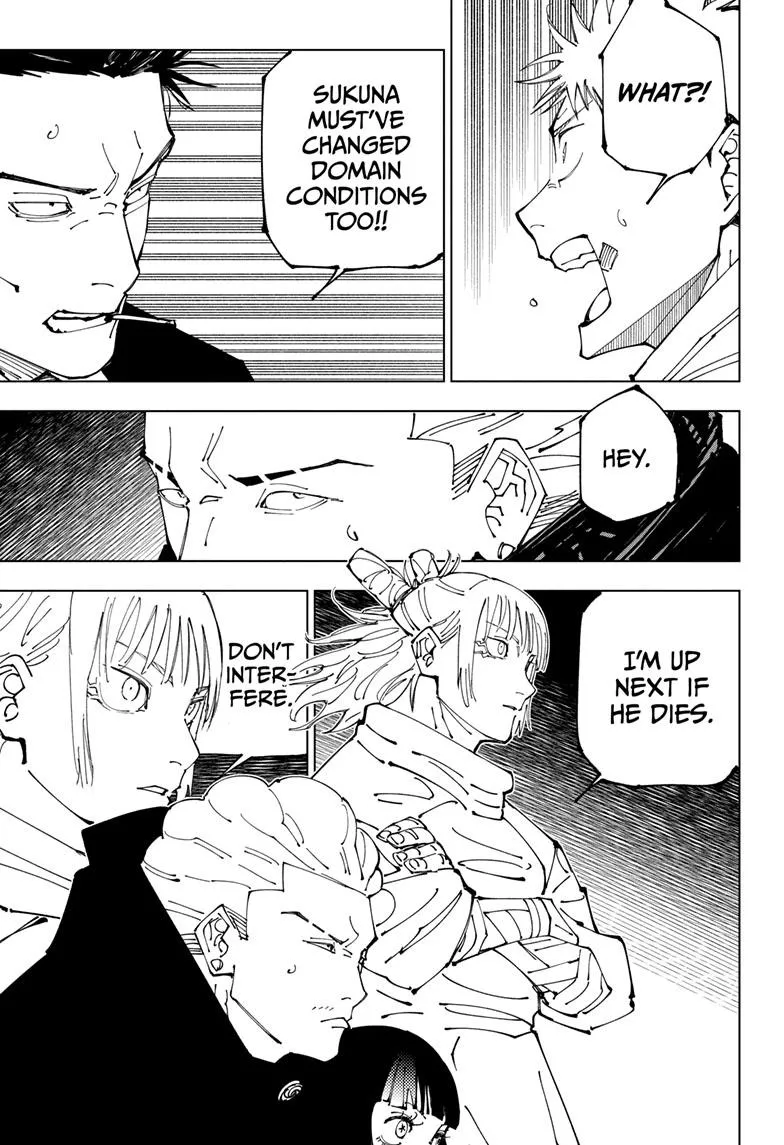 WHAT?!
SUKUNA
MUST'VE
CHANGED
DOMAIN
CONDITIONS
TOO!!
HEY.
I'M UP
NEXT IF
HE DIES.
DON'T
INTER-
FERE.